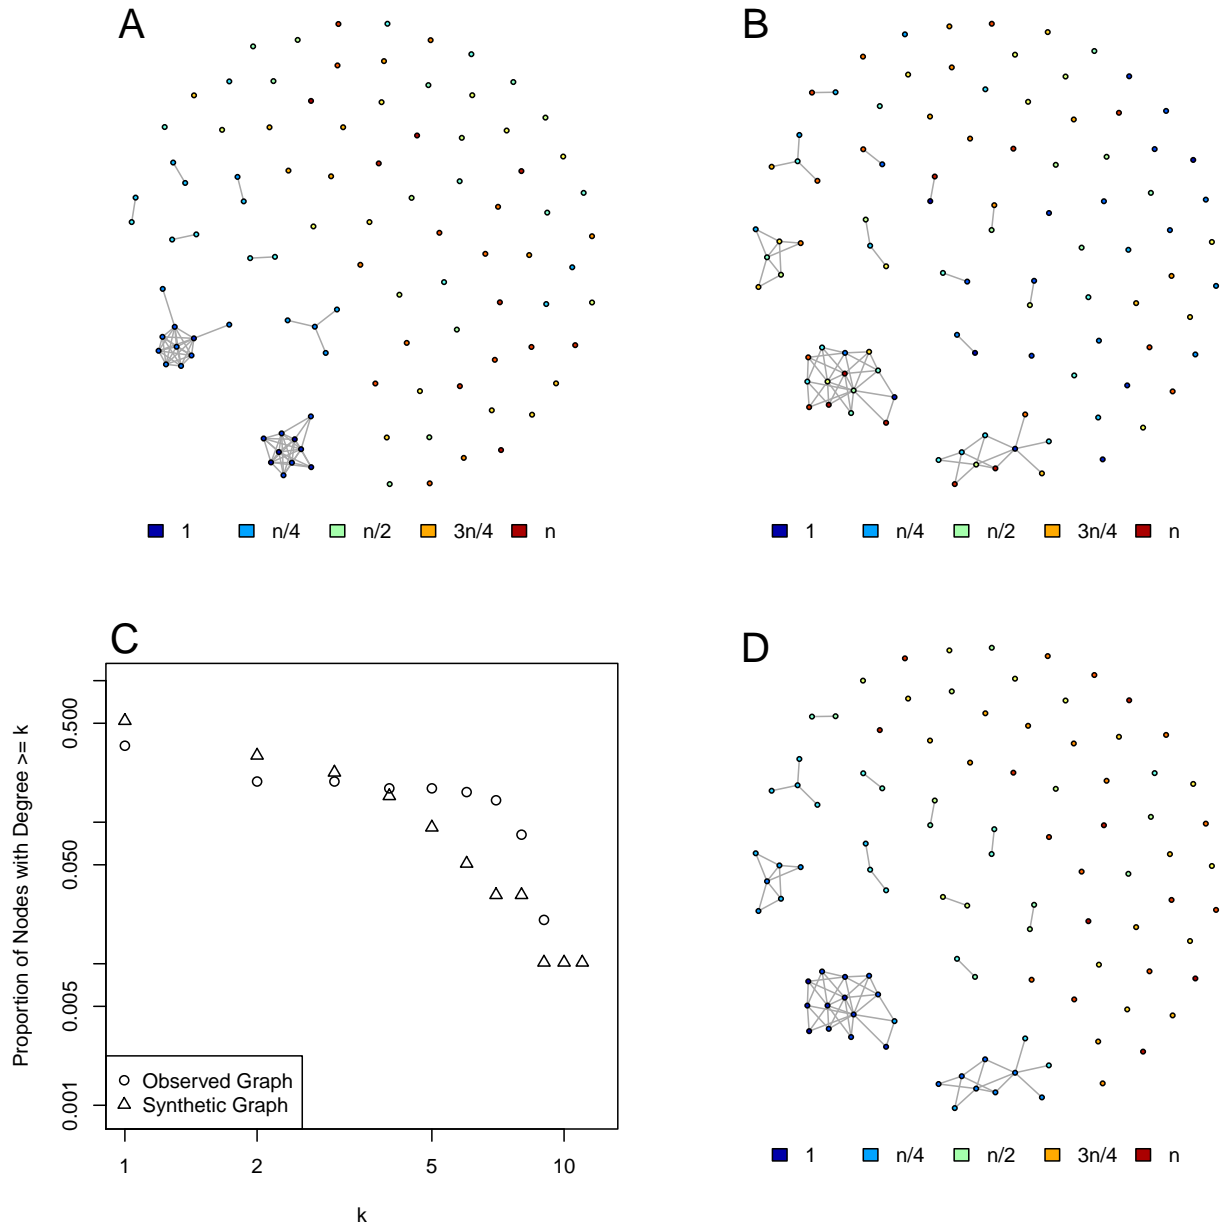 A
B
1 n/4 n/2 3n/4 n
1 n/4 n/2 3n/4 n
C
D
Proportion of Nodes with Degree >= k
0.500
0.050
0.005
0.001
Observed Graph
Synthetic Graph
1 2 5 10
k
1 n/4 n/2 3n/4 n